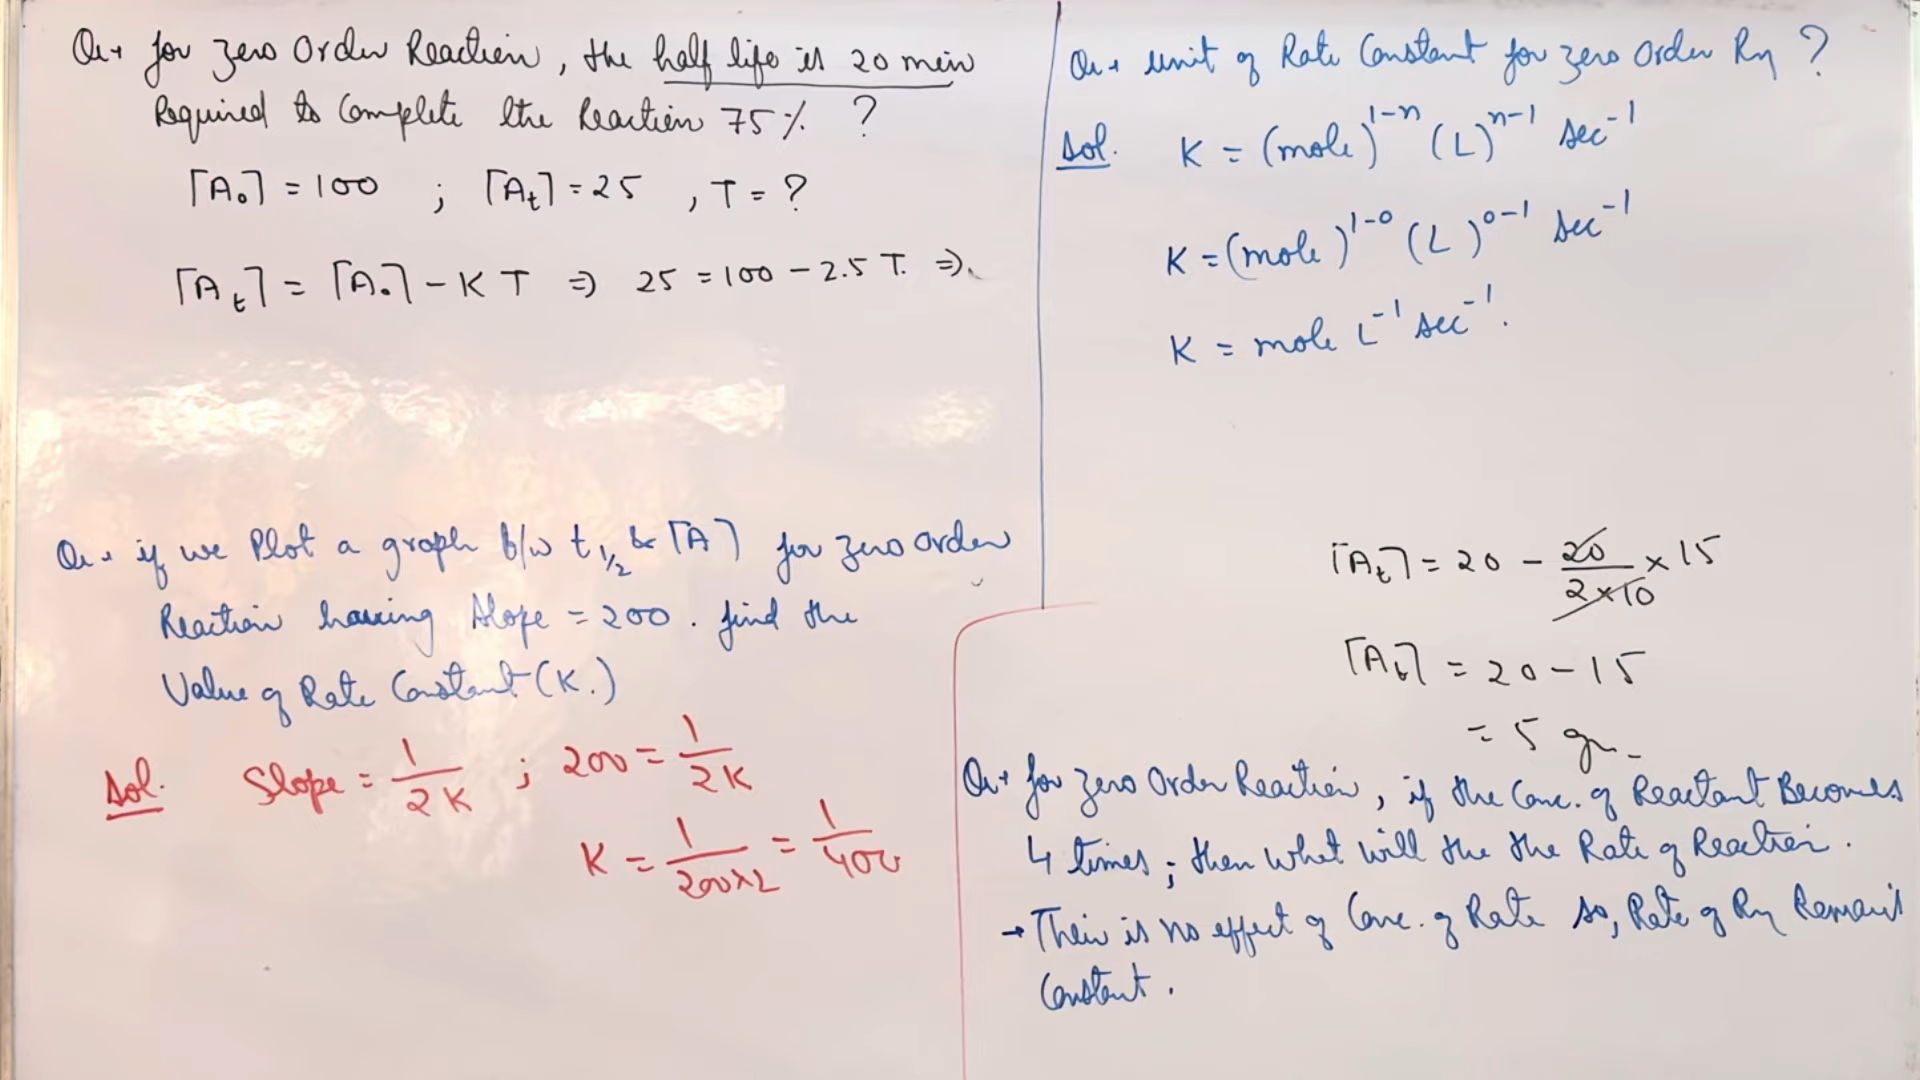 Qu→ for zero Order Reaction, the half life is 20 min
Required to Complete the Reaction 75% ?
[A₀] = 100 ; [Aₜ] = 25 , T = ?
[Aₜ] = [A₀] - K T ⇒ 25 = 100 - 2.5 T. ⇒
Qu→ if we Plot a graph b/w t½ & [A] for zero order
Reaction having Slope = 200 . find the
Value of Rate Constant (K.)
Sol. Slope = 1/2K ; 200 = 1/2K
K = 1/200×2 = 1/400
Qu→ Unit of Rate Constant for zero Order Rxn ?
Sol. K = (mole)¹⁻ⁿ (L)ⁿ⁻¹ sec⁻¹
K = (mole)¹⁻⁰ (L)⁰⁻¹ sec⁻¹
K = mole L⁻¹ sec⁻¹.
[Aₜ] = 20 - 20/2×10 × 15
[Aₜ] = 20 - 15
= 5 gm
Qu→ for zero Order Reaction, if the Conc. of Reactant Becomes
4 times ; then what will the the Rate of Reaction .
→ Their is no effect of Conc. of Rate so, Rate of Rxn Remains
Constant .